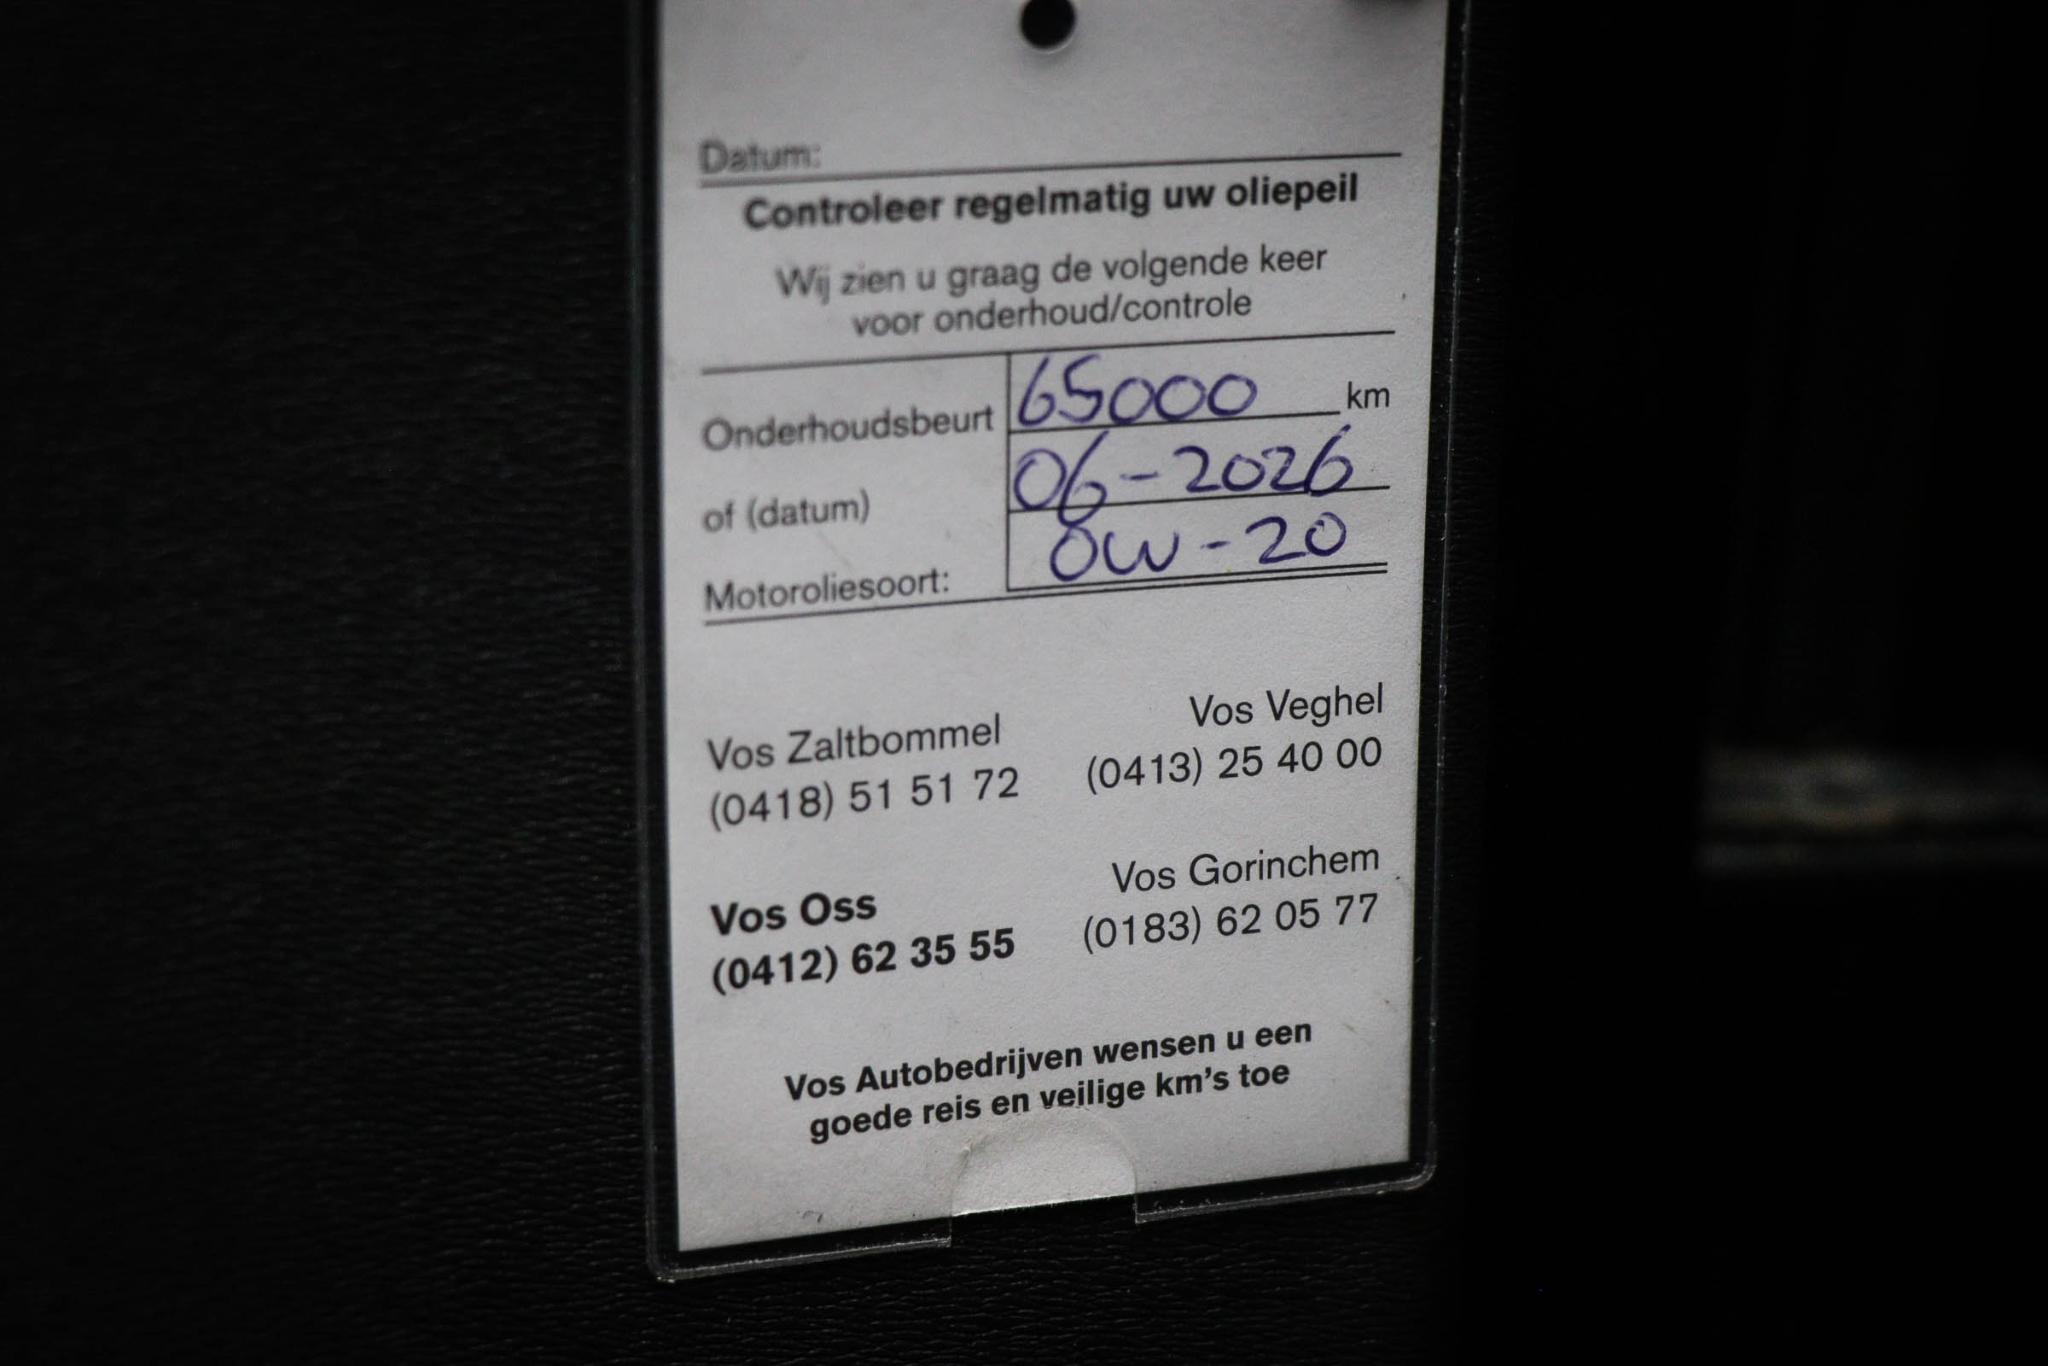 Datum:
Controleer regelmatig uw oliepeil
Wij zien u graag de volgende keer
voor onderhoud/controle
Onderhoudsbeurt 65000 km
of (datum) 06-2026
Motoroliesoort: 0W-20
Vos Zaltbommel
(0418) 51 51 72
Vos Veghel
(0413) 25 40 00
Vos Oss
(0412) 62 35 55
Vos Gorinchem
(0183) 62 05 77
Vos Autobedrijven wensen u een
goede reis en veilige km's toe